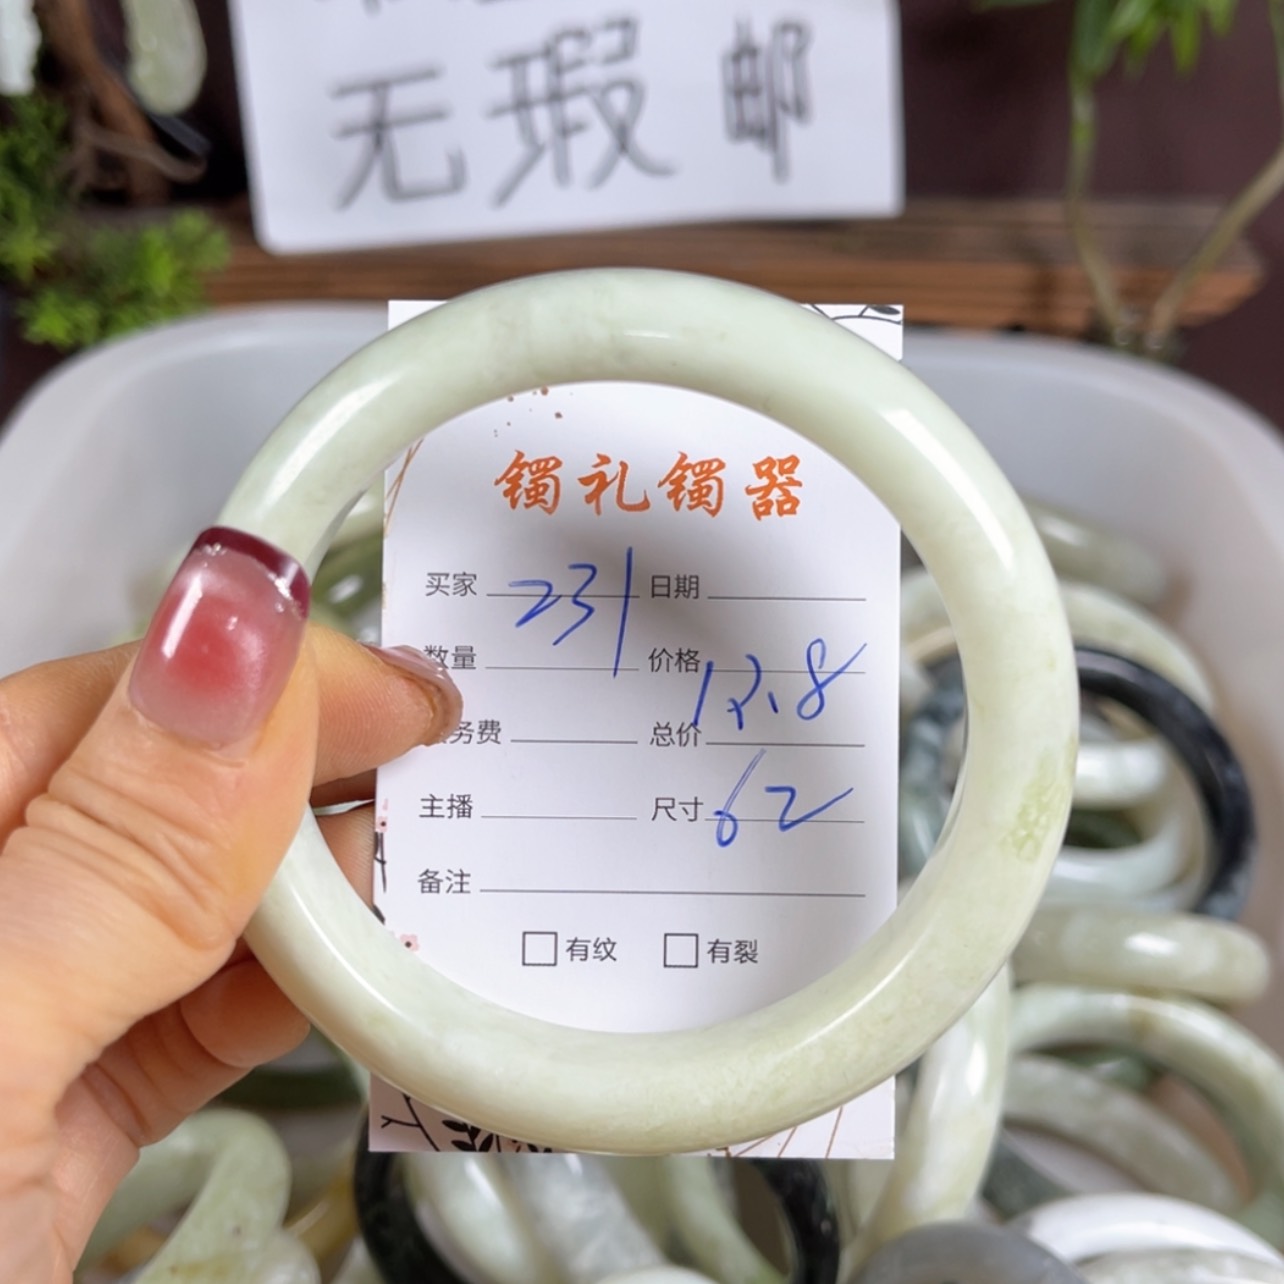 无瑕 邮
镯礼镯器
买家 231 日期
数量 价格
务费 总价
主播 尺寸 62
备注
有纹 有裂